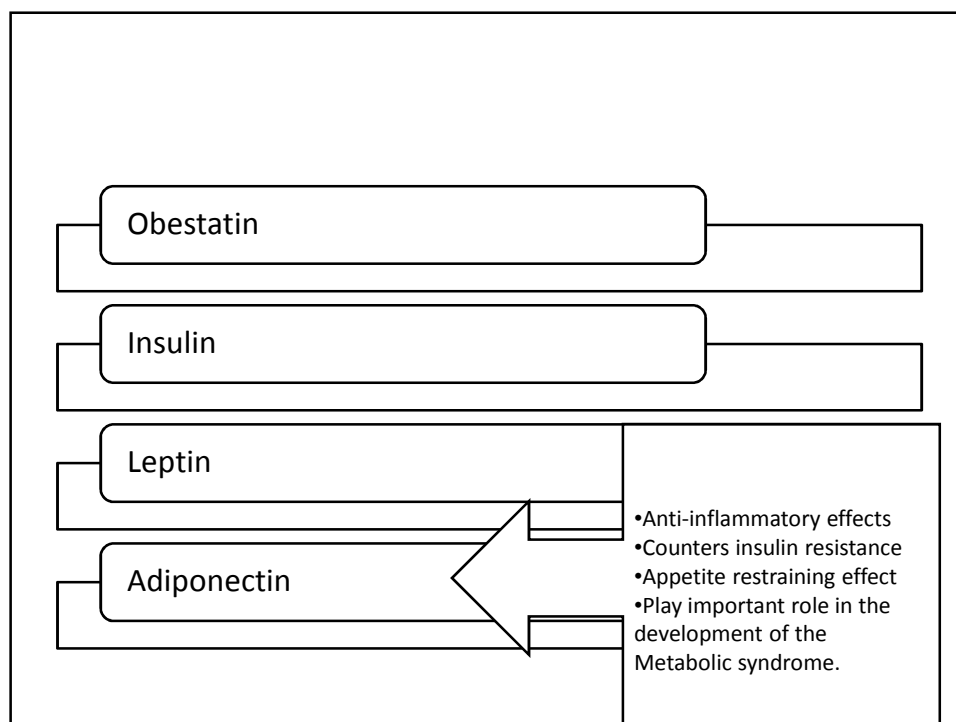 Obestatin
Insulin
Leptin
Adiponectin
•Anti-inflammatory effects
•Counters insulin resistance
•Appetite restraining effect
•Play important role in the
development of the
Metabolic syndrome.